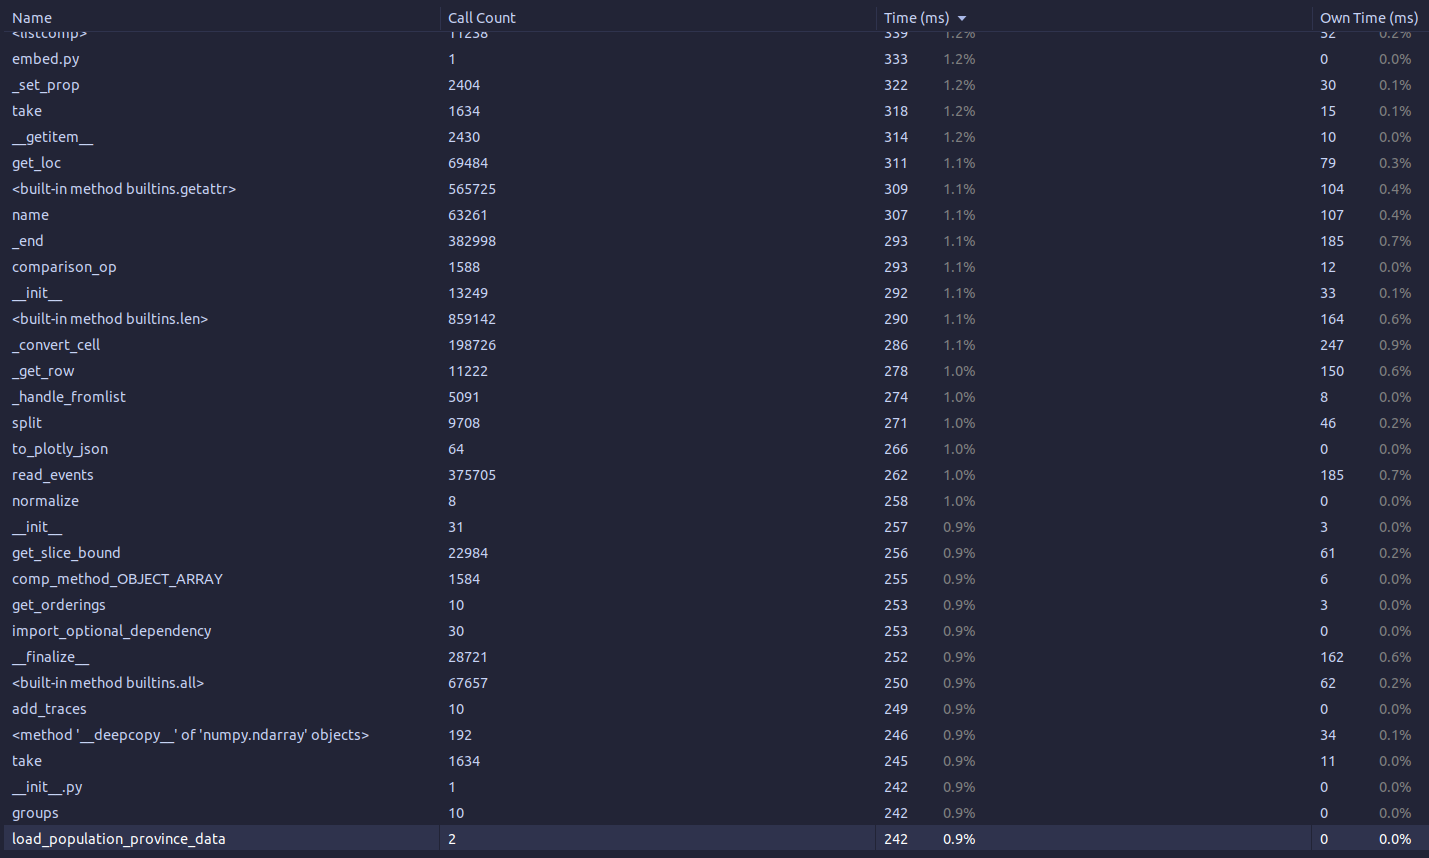 Name Call Count Time (ms) Own Time (ms)
<listcomp> 11238 339 1.2% 52 0.2%
embed.py 1 333 1.2% 0 0.0%
_set_prop 2404 322 1.2% 30 0.1%
take 1634 318 1.2% 15 0.1%
__getitem__ 2430 314 1.2% 10 0.0%
get_loc 69484 311 1.1% 79 0.3%
<built-in method builtins.getattr> 565725 309 1.1% 104 0.4%
name 63261 307 1.1% 107 0.4%
_end 382998 293 1.1% 185 0.7%
comparison_op 1588 293 1.1% 12 0.0%
__init__ 13249 292 1.1% 33 0.1%
<built-in method builtins.len> 859142 290 1.1% 164 0.6%
_convert_cell 198726 286 1.1% 247 0.9%
_get_row 11222 278 1.0% 150 0.6%
_handle_fromlist 5091 274 1.0% 8 0.0%
split 9708 271 1.0% 46 0.2%
to_plotly_json 64 266 1.0% 0 0.0%
read_events 375705 262 1.0% 185 0.7%
normalize 8 258 1.0% 0 0.0%
__init__ 31 257 0.9% 3 0.0%
get_slice_bound 22984 256 0.9% 61 0.2%
comp_method_OBJECT_ARRAY 1584 255 0.9% 6 0.0%
get_orderings 10 253 0.9% 3 0.0%
import_optional_dependency 30 253 0.9% 0 0.0%
__finalize__ 28721 252 0.9% 162 0.6%
<built-in method builtins.all> 67657 250 0.9% 62 0.2%
add_traces 10 249 0.9% 0 0.0%
<method '__deepcopy__' of 'numpy.ndarray' objects> 192 246 0.9% 34 0.1%
take 1634 245 0.9% 11 0.0%
__init__.py 1 242 0.9% 0 0.0%
groups 10 242 0.9% 0 0.0%
load_population_province_data 2 242 0.9% 0 0.0%